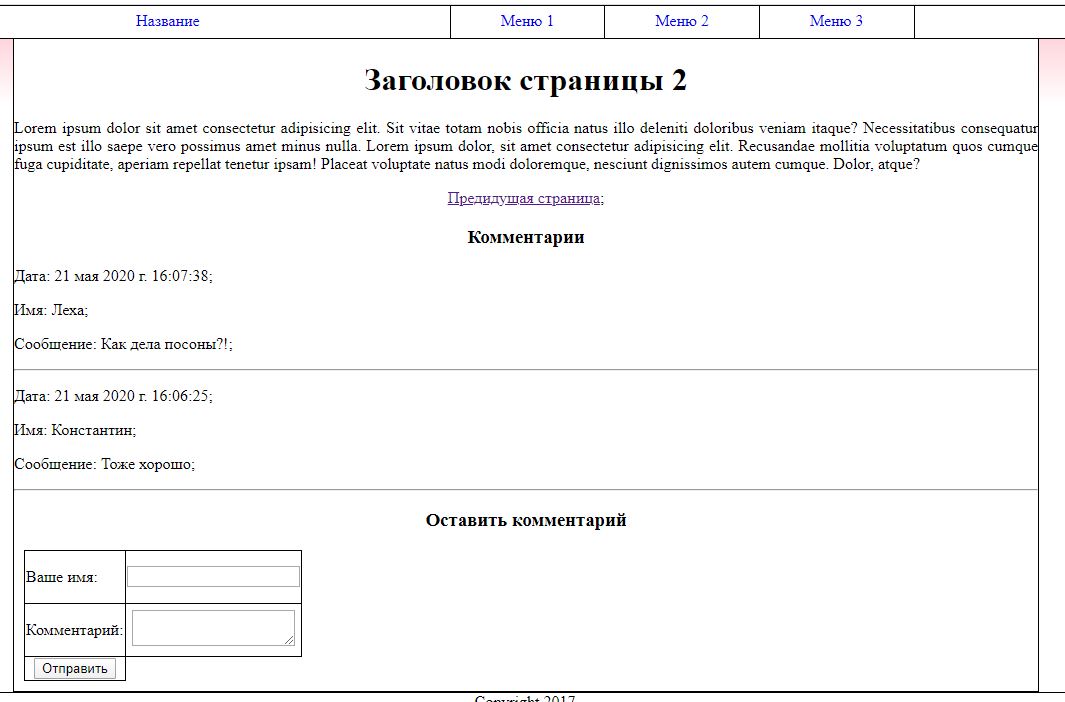 Название Меню 1 Меню 2 Меню 3
Заголовок страницы 2
Lorem ipsum dolor sit amet consectetur adipisicing elit. Sit vitae totam nobis officia natus illo deleniti doloribus veniam itaque? Necessitatibus consequatur
ipsum est illo saepe vero possimus amet minus nulla. Lorem ipsum dolor, sit amet consectetur adipisicing elit. Recusandae mollitia voluptatum quos cumque
fuga cupiditate, aperiam repellat tenetur ipsam! Placeat voluptate natus modi doloremque, nesciunt dignissimos autem cumque. Dolor, atque?
Предидущая страница;
Комментарии
Дата: 21 мая 2020 г. 16:07:38;
Имя: Леха;
Сообщение: Как дела посоны?!;
Дата: 21 мая 2020 г. 16:06:25;
Имя: Константин;
Сообщение: Тоже хорошо;
Оставить комментарий
Ваше имя:
Комментарий:
Отправить
Copyright 2017